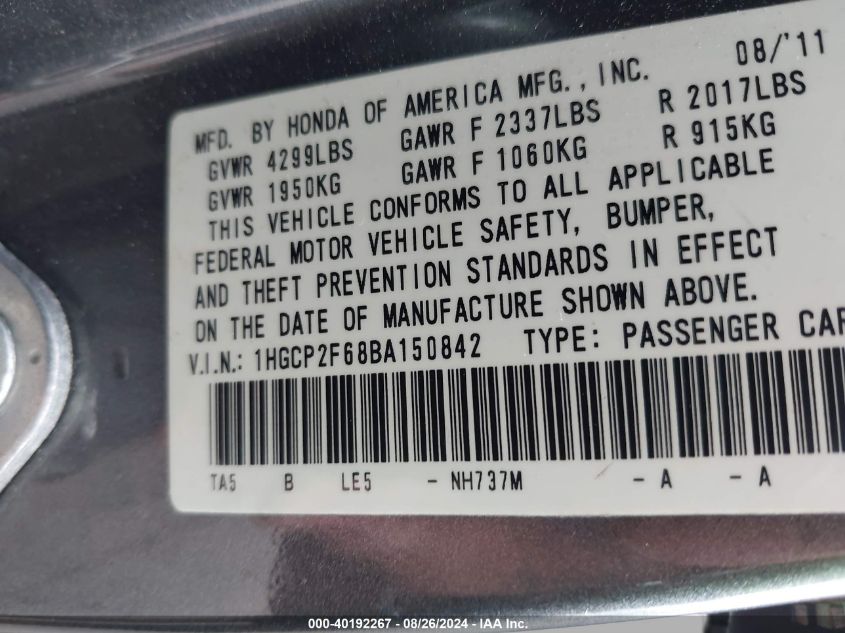 08/'11
MFD. BY HONDA OF AMERICA MFG., INC.
GVWR 4299LBS GAWR F 2337LBS R 2017LBS
GVWR 1950KG GAWR F 1060KG R 915KG
THIS VEHICLE CONFORMS TO ALL APPLICABLE
FEDERAL MOTOR VEHICLE SAFETY, BUMPER,
AND THEFT PREVENTION STANDARDS IN EFFECT
ON THE DATE OF MANUFACTURE SHOWN ABOVE.
V.I.N.: 1HGCP2F68BA150842 TYPE: PASSENGER CAR
TA5 B LE5 - NH737M - A - A
000-40192267 - 08/26/2024 - IAA Inc.